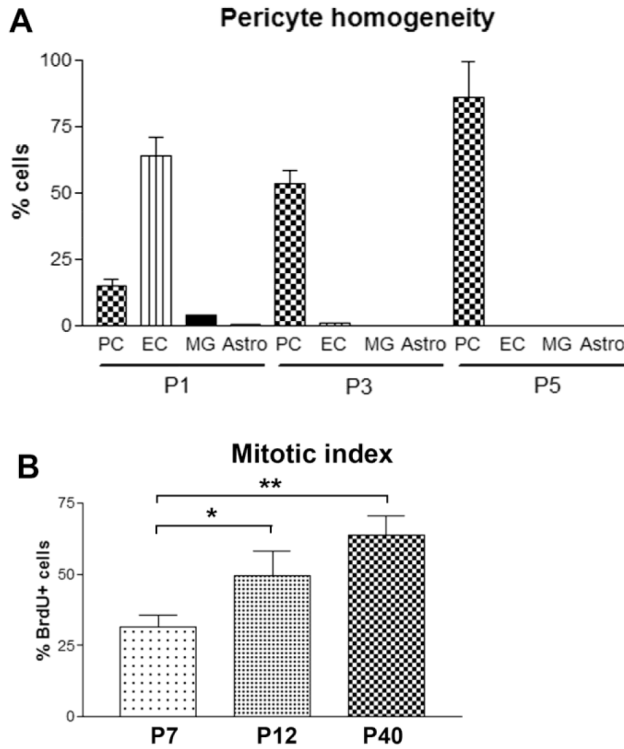 A
Pericyte homogeneity
100
75
50
25
0
% cells
PC EC MG Astro PC EC MG Astro PC EC MG Astro
P1 P3 P5
B
Mitotic index
**
*
75
50
25
0
% BrdU+ cells
P7 P12 P40